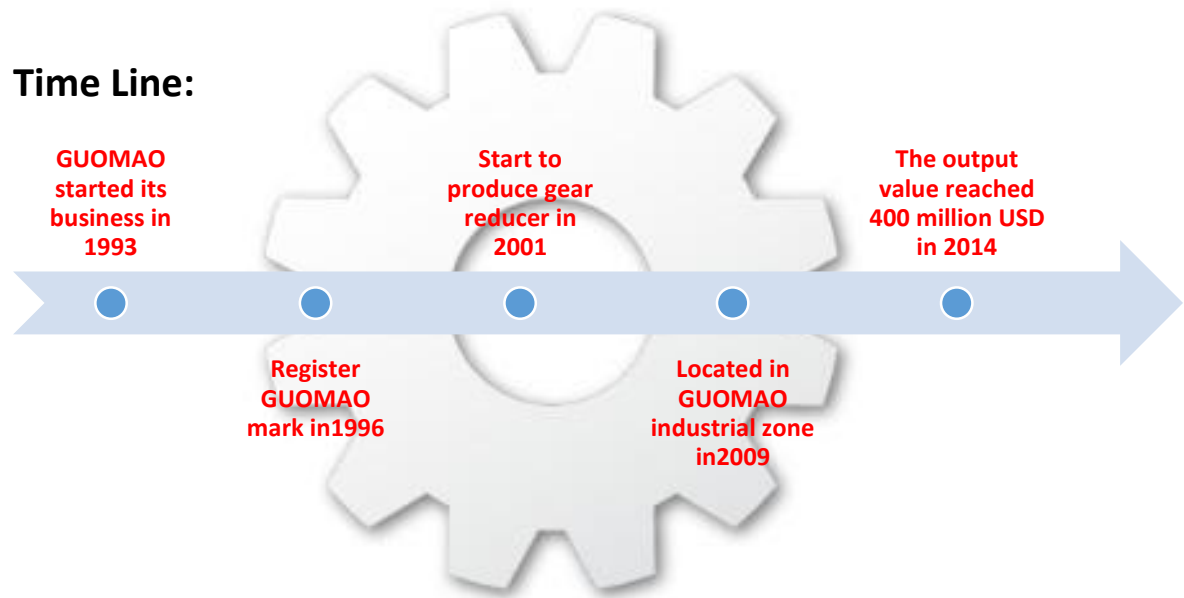 Time Line:
GUOMAO
started its
business in
1993
Register
GUOMAO
mark in1996
Start to
produce gear
reducer in
2001
Located in
GUOMAO
industrial zone
in2009
The output
value reached
400 million USD
in 2014